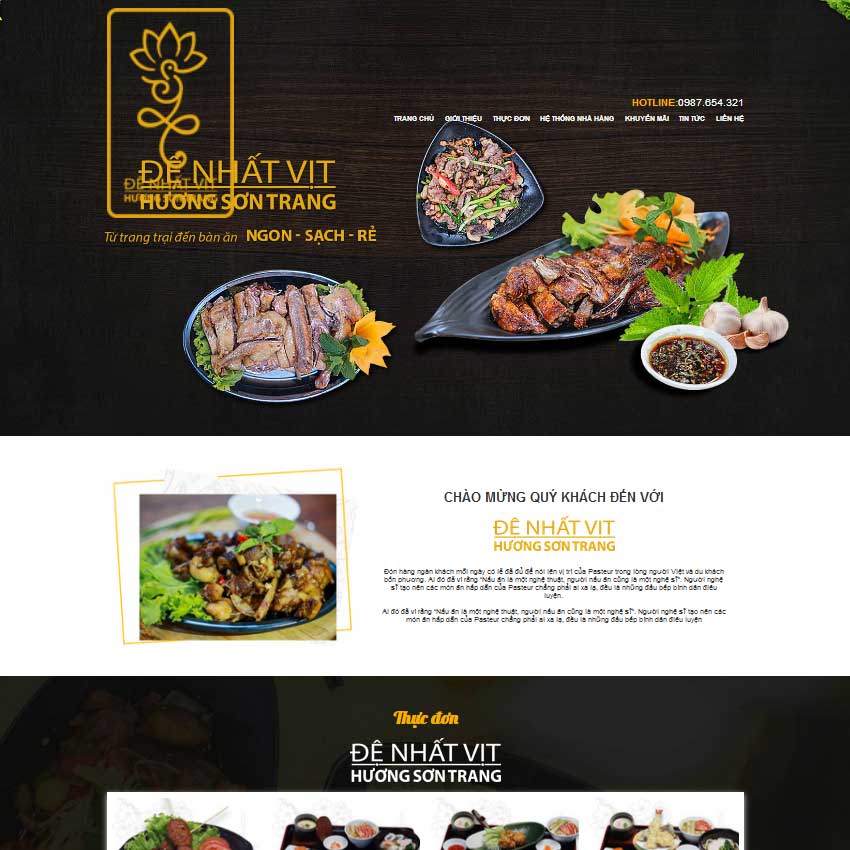 HOTLINE:0987.654.321
TRANG CHỦ GIỚI THIỆU THỰC ĐƠN HỆ THỐNG NHÀ HÀNG KHUYẾN MÃI TIN TỨC LIÊN HỆ
ĐỆ NHẤT VỊT
HƯƠNG SƠN TRANG
ĐỆ NHẤT VỊT
HƯƠNG SƠN TRANG
Từ trang trại đến bàn ăn NGON - SẠCH - RẺ
CHÀO MỪNG QUÝ KHÁCH ĐẾN VỚI
ĐỆ NHẤT VỊT
HƯƠNG SƠN TRANG
Đón hàng ngàn khách mỗi ngày có lẽ đã đủ để nói lên vị trí của Pasteur trong lòng người Việt và du khách
bốn phương. Ai đó đã ví rằng "Nấu ăn là một nghệ thuật, người nấu ăn cũng là một nghệ sĩ". Người nghệ
sĩ tạo nên các món ăn hấp dẫn của Pasteur chẳng phải ai xa lạ, đều là những đầu bếp bình dân điêu
luyện.
Ai đó đã ví rằng "Nấu ăn là một nghệ thuật, người nấu ăn cũng là một nghệ sĩ". Người nghệ sĩ tạo nên các
món ăn hấp dẫn của Pasteur chẳng phải ai xa lạ, đều là những đầu bếp bình dân điêu luyện
Thực đơn
ĐỆ NHẤT VỊT
HƯƠNG SƠN TRANG